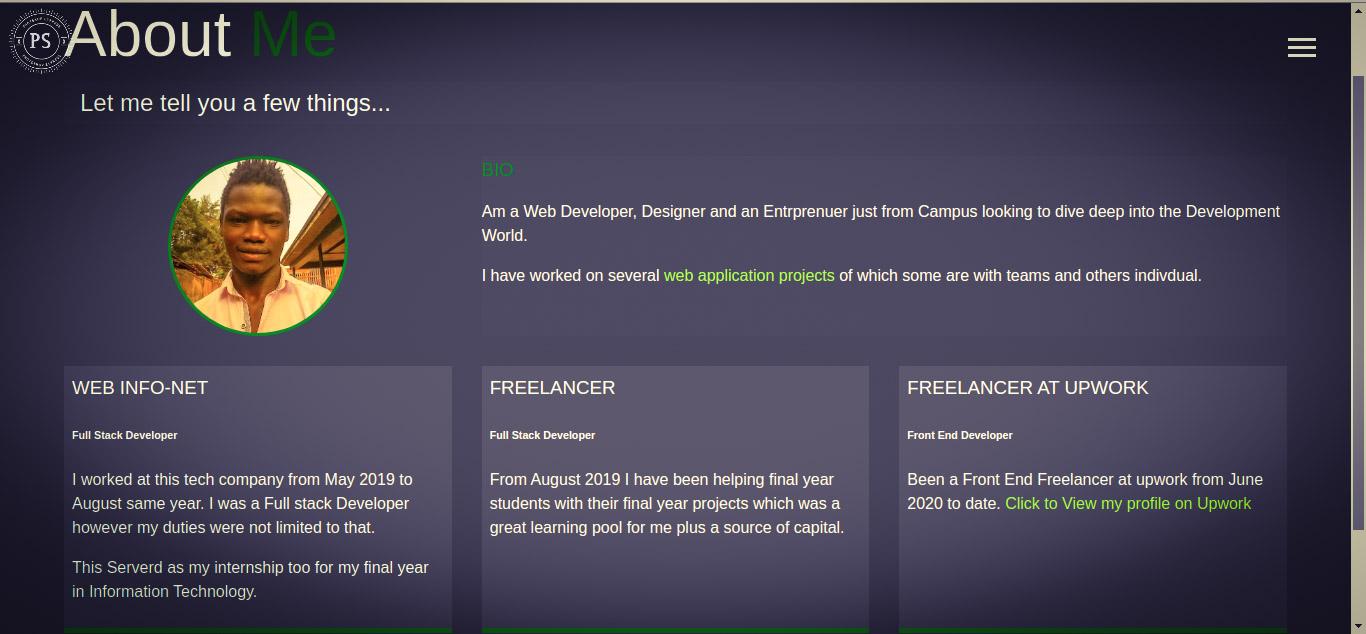 PS
About Me
Let me tell you a few things...
BIO
Am a Web Developer, Designer and an Entrprenuer just from Campus looking to dive deep into the Development
World.
I have worked on several web application projects of which some are with teams and others indivdual.
WEB INFO-NET
Full Stack Developer
I worked at this tech company from May 2019 to
August same year. I was a Full stack Developer
however my duties were not limited to that.
This Serverd as my internship too for my final year
in Information Technology.
FREELANCER
Full Stack Developer
From August 2019 I have been helping final year
students with their final year projects which was a
great learning pool for me plus a source of capital.
FREELANCER AT UPWORK
Front End Developer
Been a Front End Freelancer at upwork from June
2020 to date. Click to View my profile on Upwork